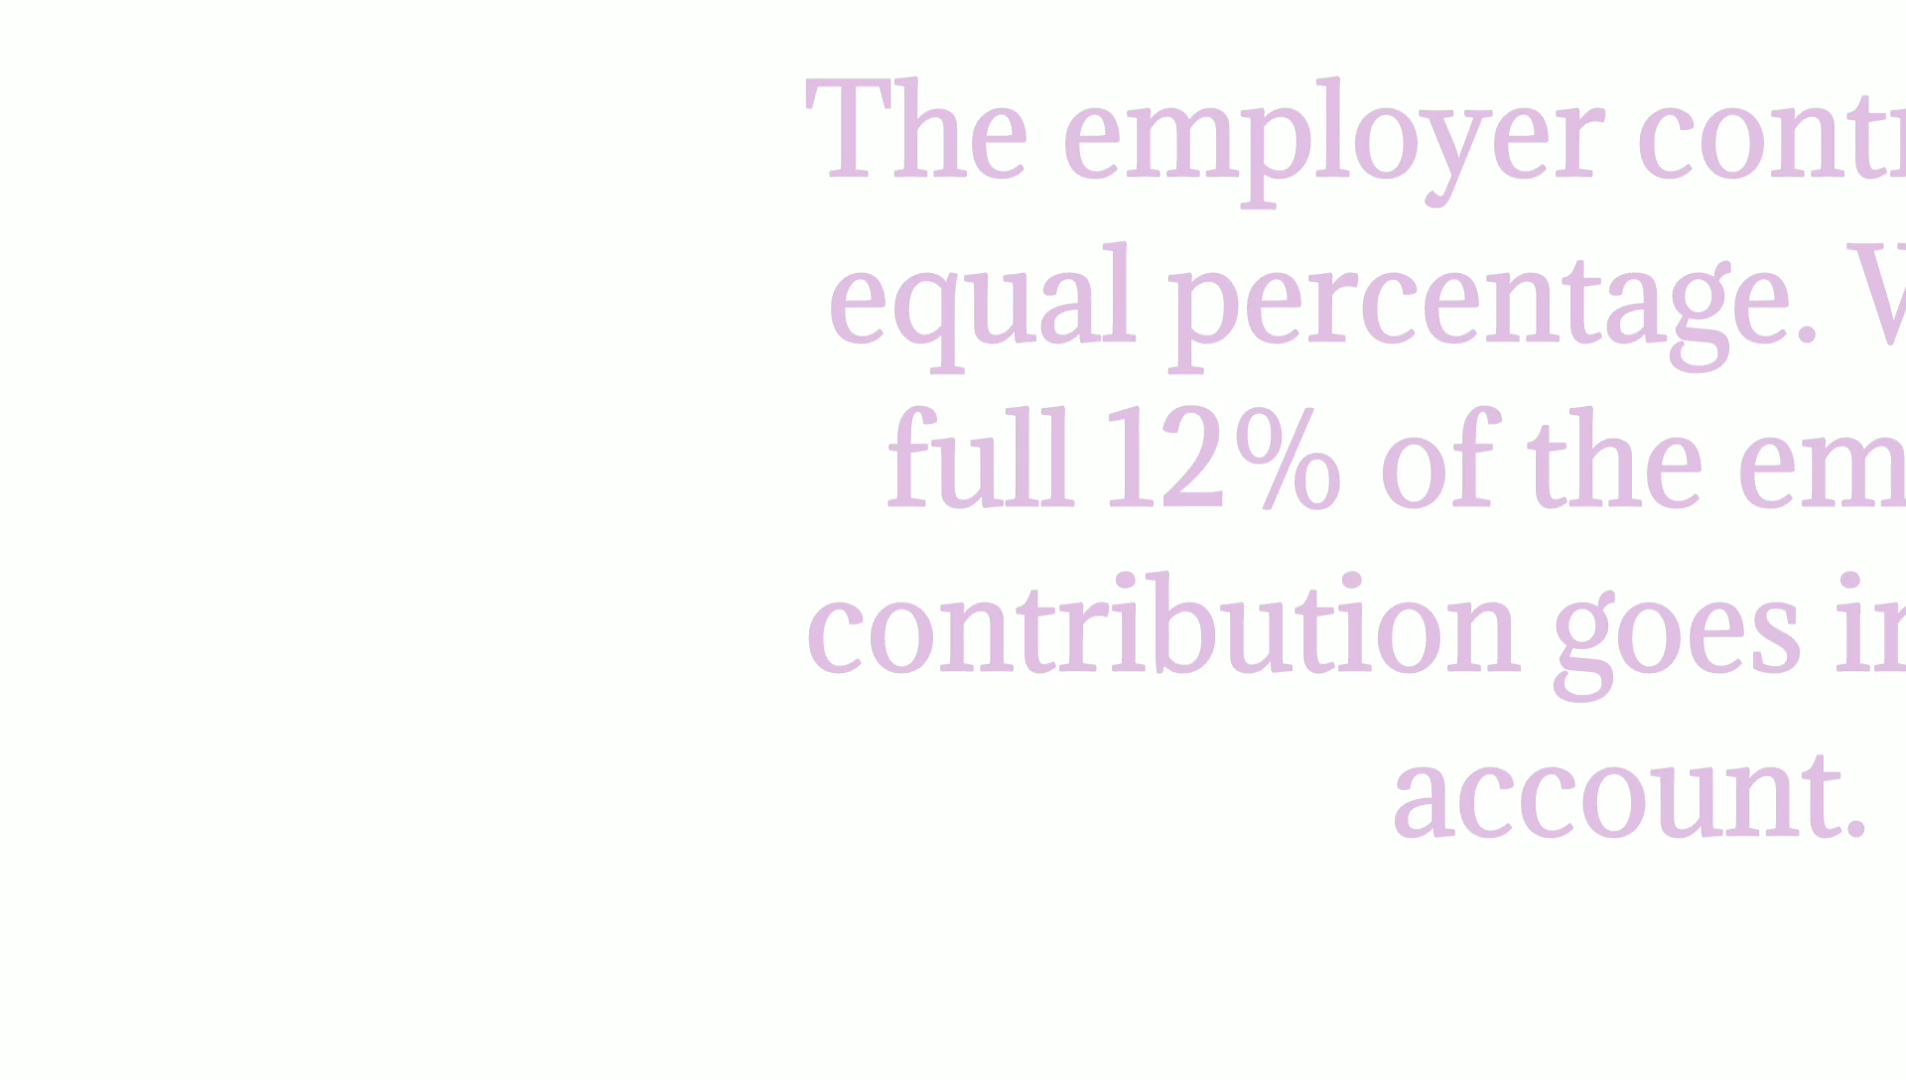 The employer
equal percentage.
full 12% of the
contribution goes
account.